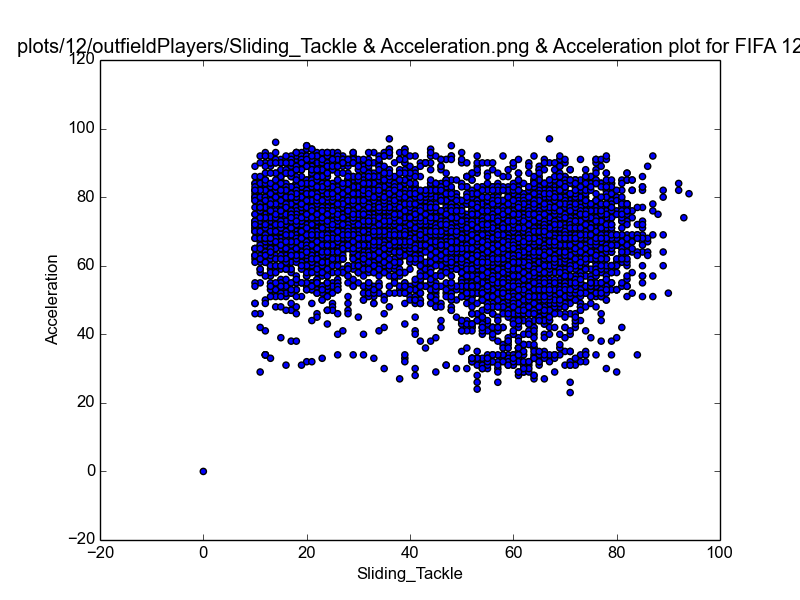 plots/12/outfieldPlayers/Sliding_Tackle & Acceleration.png & Acceleration plot for FIFA 12
120
100
80
60
40
20
0
−20
Acceleration
−20 0 20 40 60 80 100
Sliding_Tackle